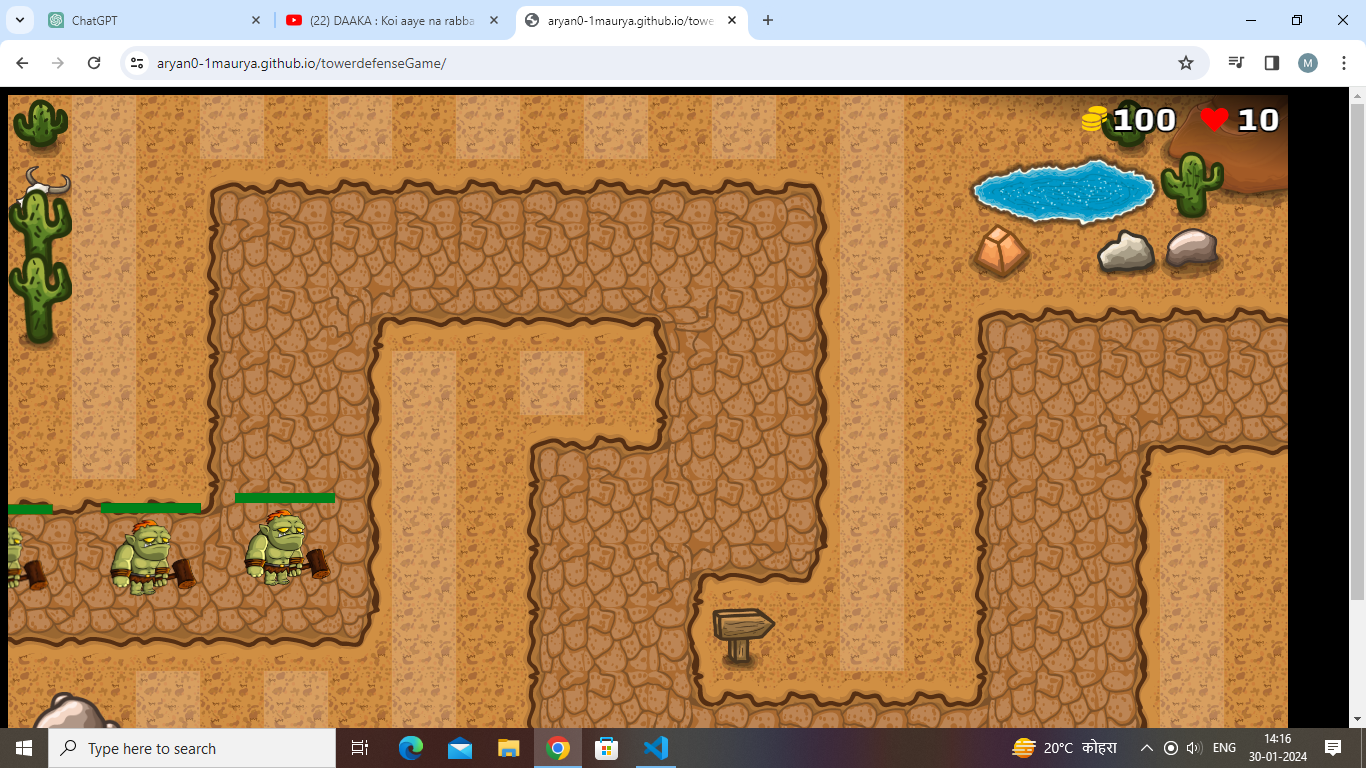 ChatGPT
(22) DAAKA : Koi aaye na rabba
aryan0-1maurya.github.io/towe
aryan0-1maurya.github.io/towerdefenseGame/
M
100 10
Type here to search
20°C कोहरा
ENG
14:16
30-01-2024